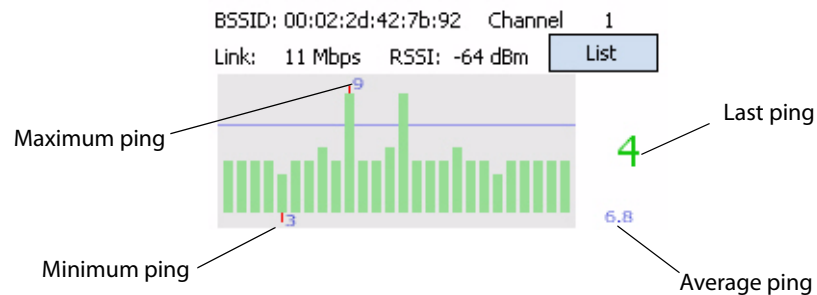 BSSID: 00:02:2d:42:7b:92 Channel 1
Link: 11 Mbps RSSI: -64 dBm List
9
Maximum ping
Last ping
4
3
6.8
Minimum ping
Average ping